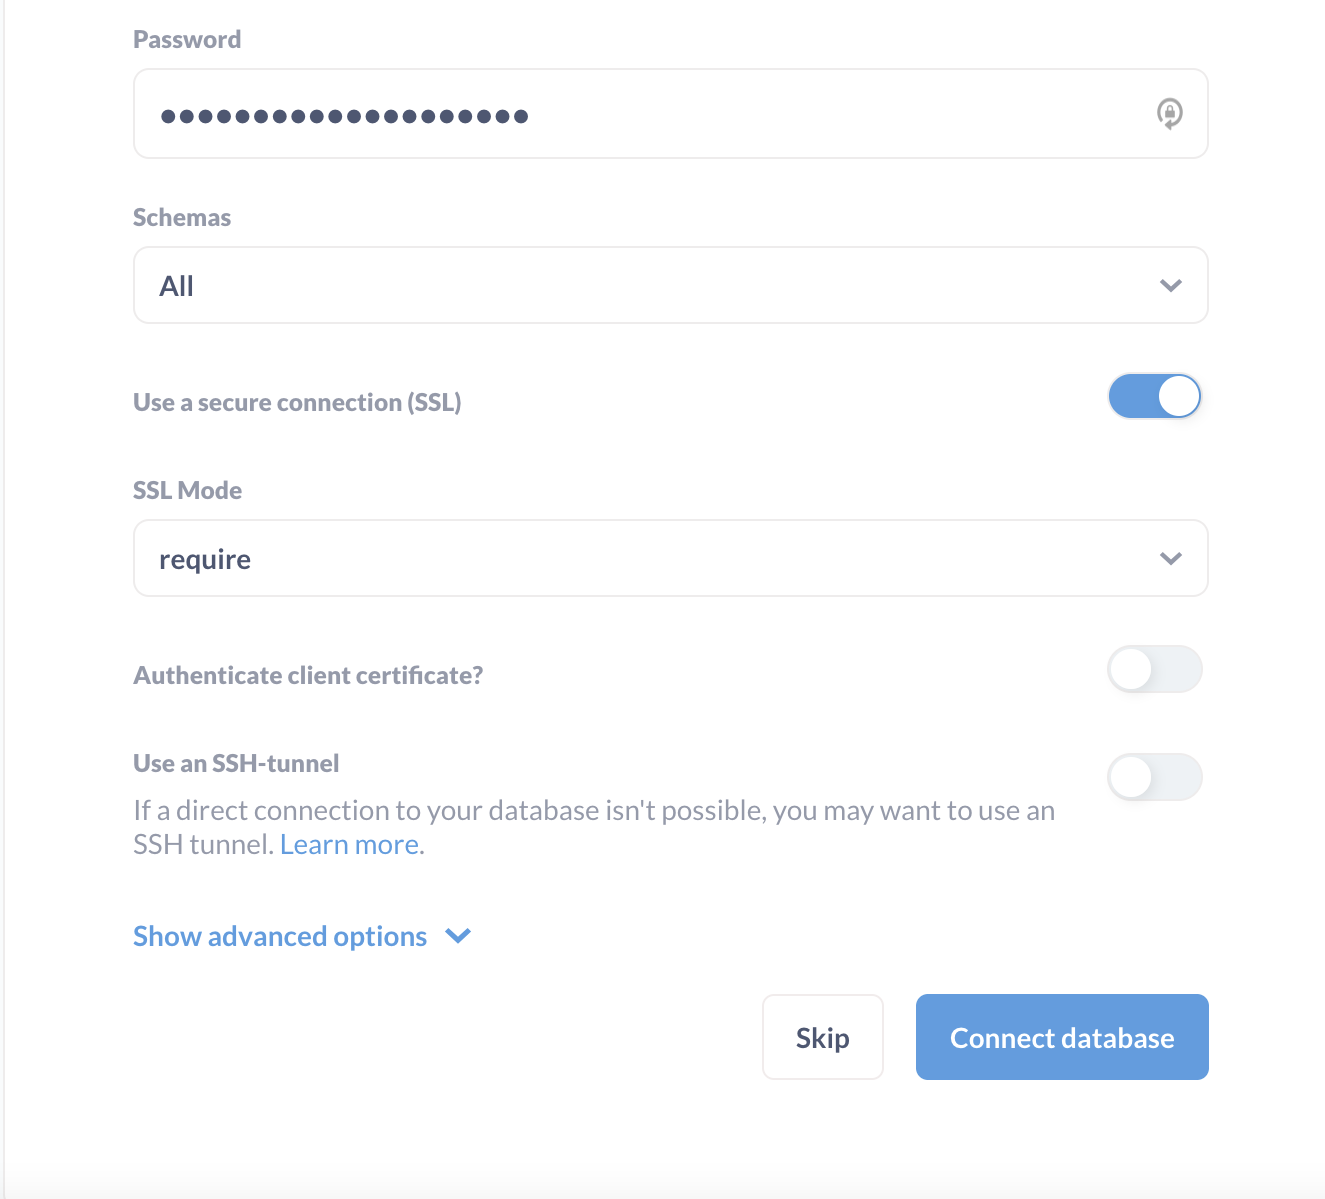 Password
••••••••••••••••••••
Schemas
All
Use a secure connection (SSL)
SSL Mode
require
Authenticate client certificate?
Use an SSH-tunnel
If a direct connection to your database isn't possible, you may want to use an
SSH tunnel. Learn more.
Show advanced options
Skip
Connect database